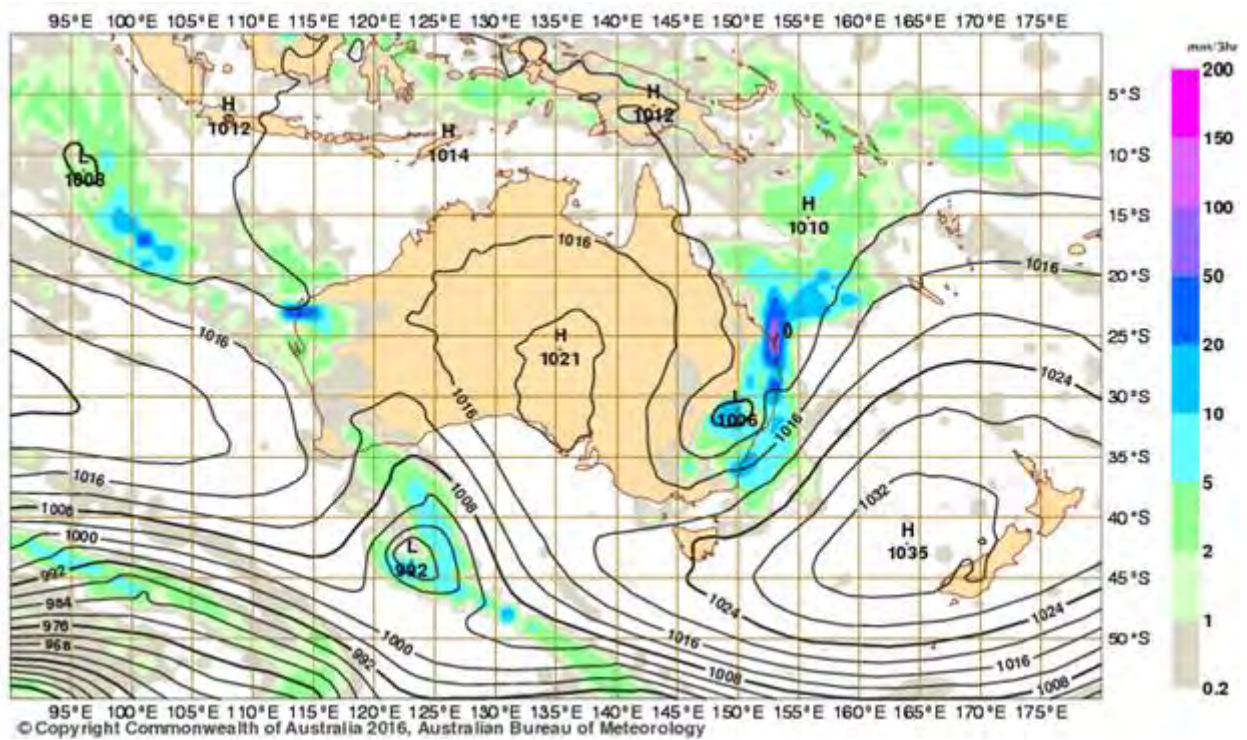 95°E 100°E 105°E 110°E 115°E 120°E 125°E 130°E 135°E 140°E 145°E 150°E 155°E 160°E 165°E 170°E 175°E
mm/3hr
200
5°S
H
1012
H
1012
H
1014
150
10°S
L
1008
100
H
1010
15°S
1016
1016
50
20°S
1016
H
1021
0
25°S
20
1024
1016
30°S
L
1006
10
1016
35°S
1016
5
1032
1008
1008
40°S
1000
H
1035
L
992
2
992
45°S
984
1024
1024
1
976
1000
1016
50°S
968
992
1008
1016
1008
0.2
95°E 100°E 105°E 110°E 115°E 120°E 125°E 130°E 135°E 140°E 145°E 150°E 155°E 160°E 165°E 170°E 175°E
© Copyright Commonwealth of Australia 2016, Australian Bureau of Meteorology